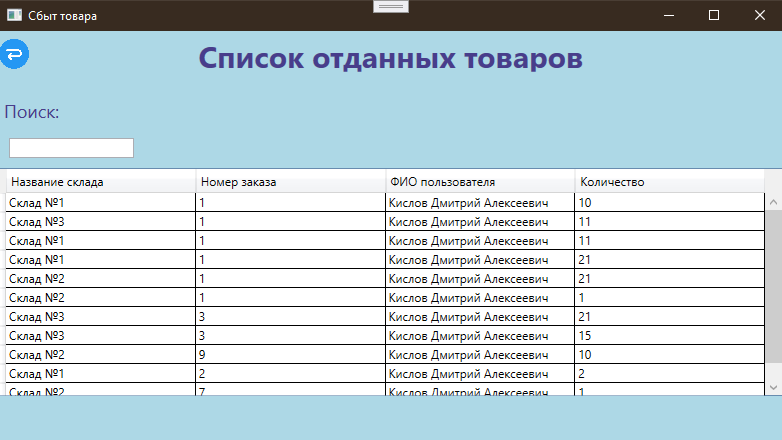 Сбыт товара
Список отданных товаров
Поиск:
Название склада Номер заказа ФИО пользователя Количество
Склад №1 1 Кислов Дмитрий Алексеевич 10
Склад №3 1 Кислов Дмитрий Алексеевич 11
Склад №1 1 Кислов Дмитрий Алексеевич 11
Склад №1 1 Кислов Дмитрий Алексеевич 21
Склад №2 1 Кислов Дмитрий Алексеевич 21
Склад №2 1 Кислов Дмитрий Алексеевич 1
Склад №3 3 Кислов Дмитрий Алексеевич 21
Склад №3 3 Кислов Дмитрий Алексеевич 15
Склад №2 9 Кислов Дмитрий Алексеевич 10
Склад №1 2 Кислов Дмитрий Алексеевич 2
Склад №2 7 Кислов Дмитрий Алексеевич 1